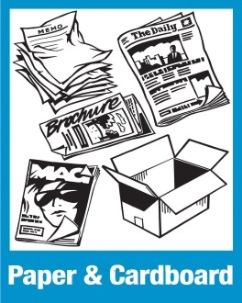 MEMO
The Daily
Brochure
MAG
Paper & Cardboard